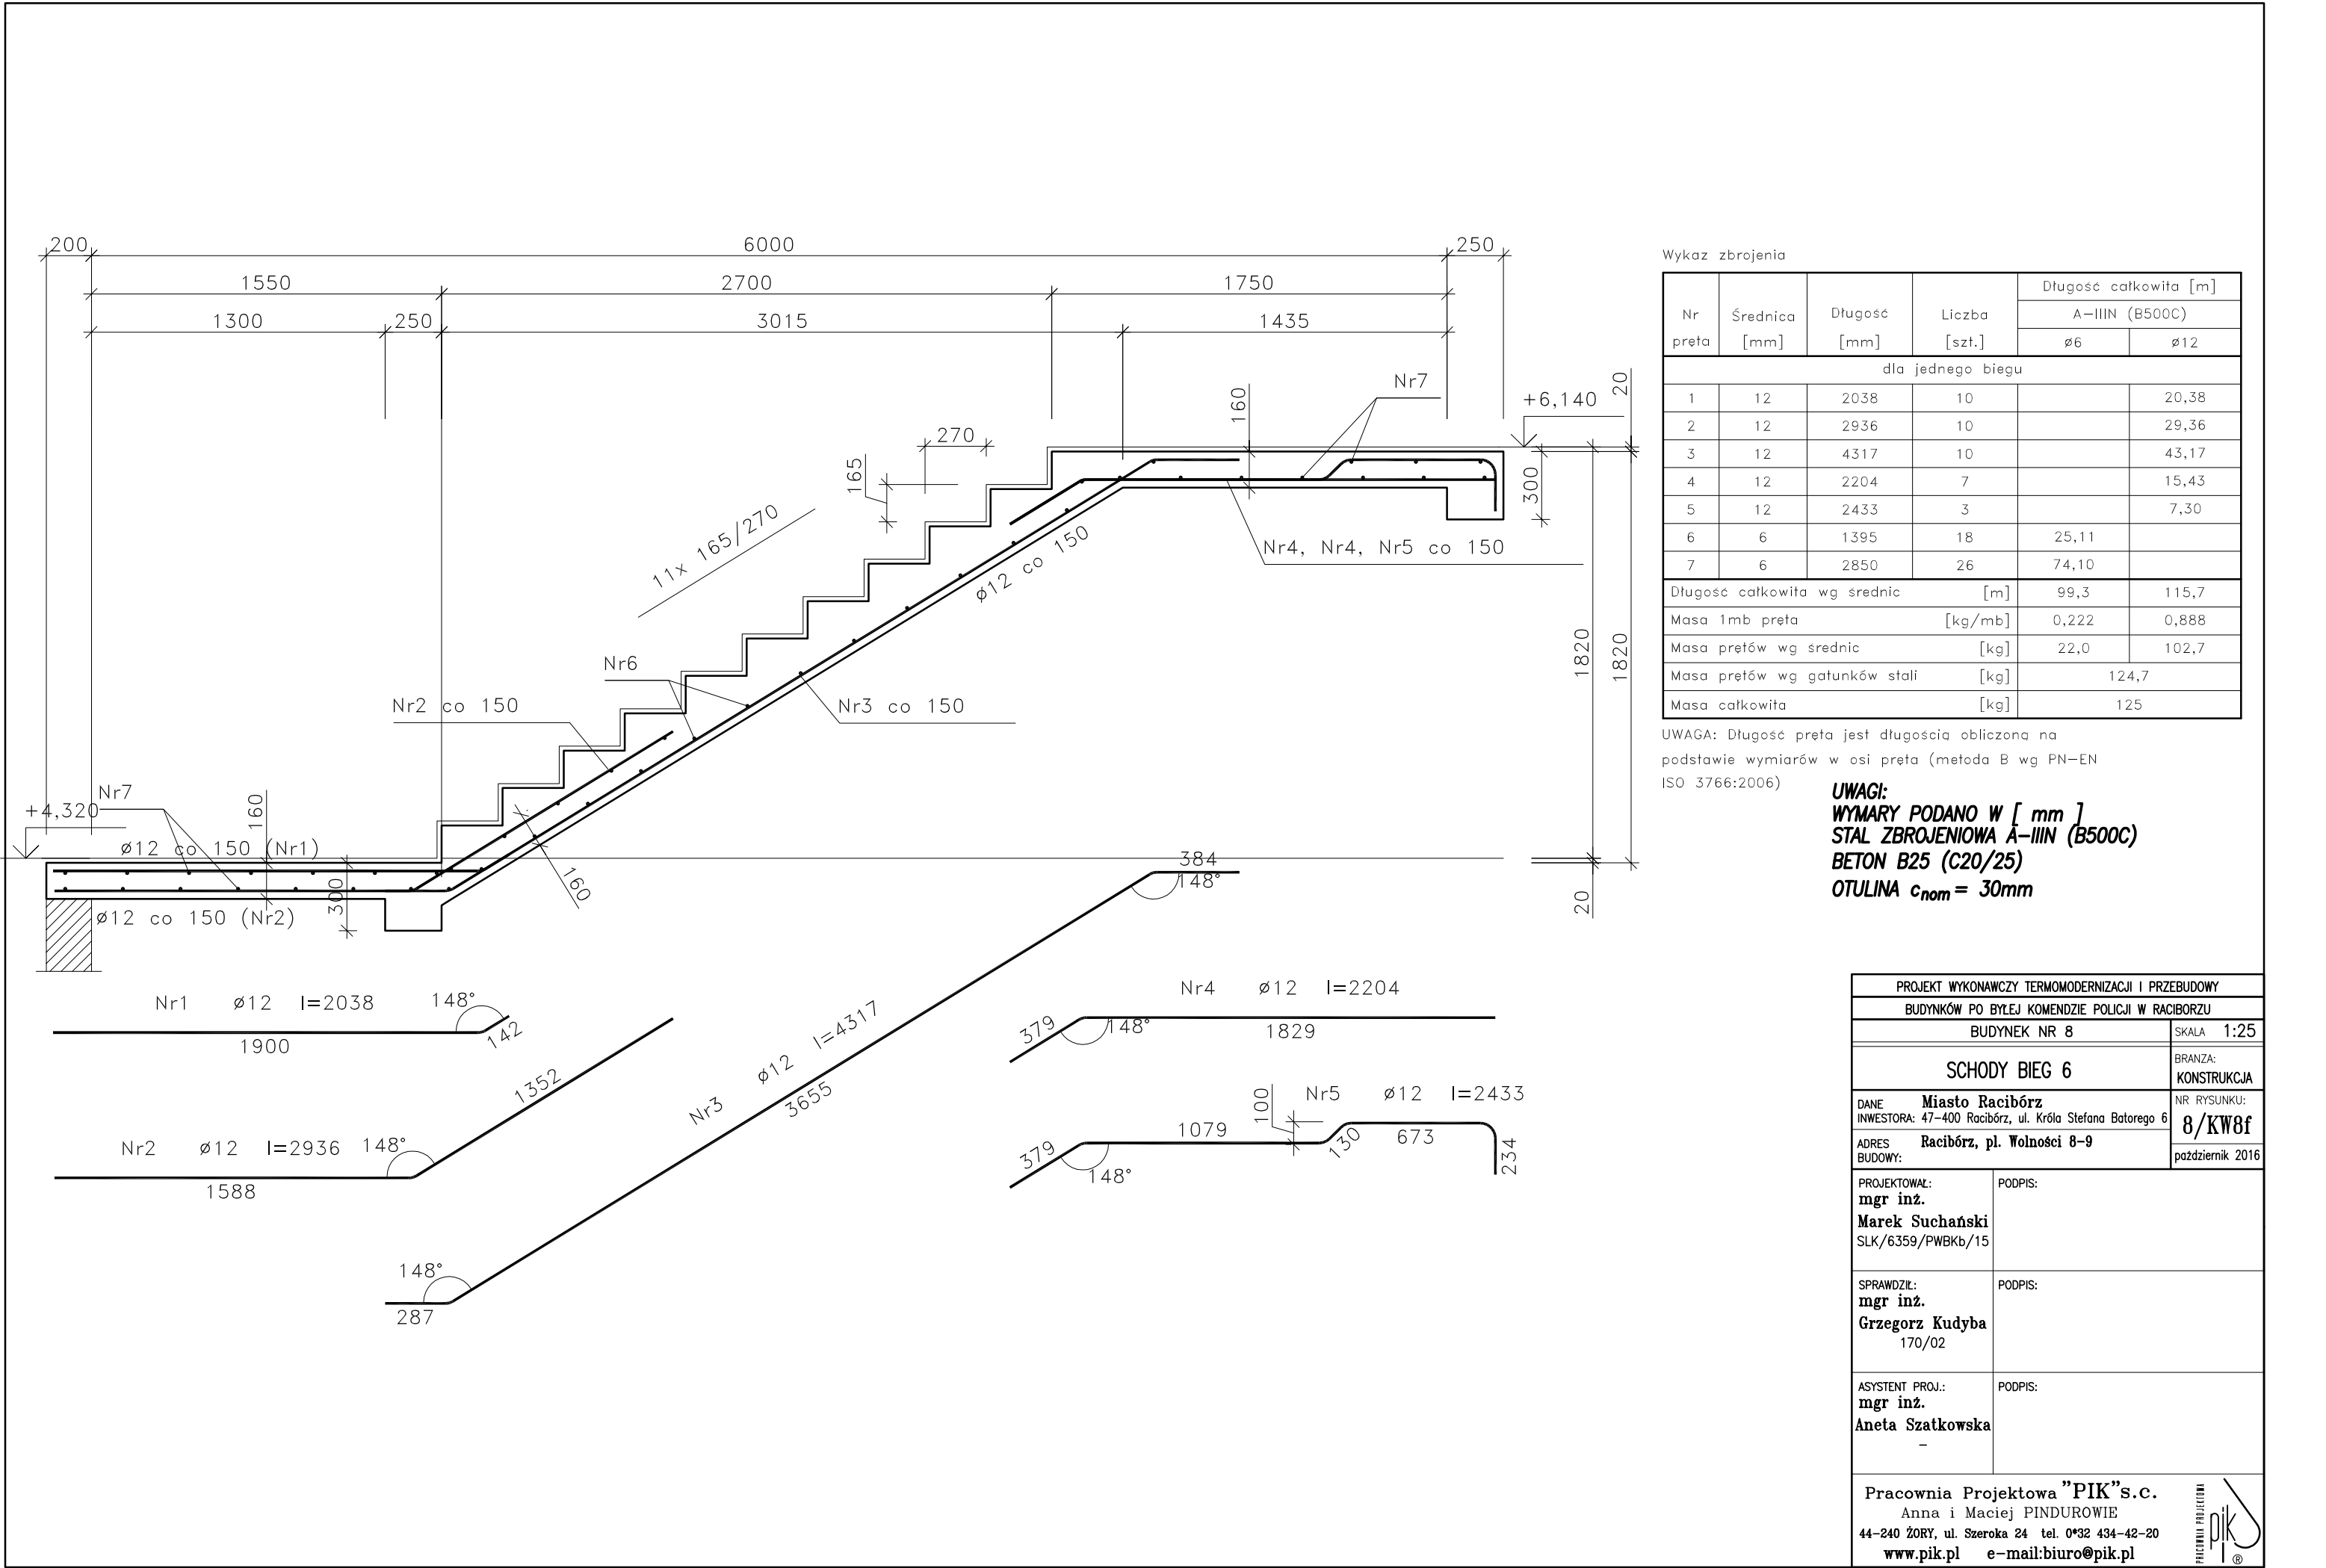 200
6000
250
1550
2700
1750
1300
250
3015
1435
Nr7
160
+6,140
20
270
165
300
11x 165/270
Nr4, Nr4, Nr5 co 150
ø12 co 150
1820
1820
Nr6
Nr2 co 150
Nr3 co 150
Nr7
+4,320
160
ø12 co 150 (Nr1)
300
160
ø12 co 150 (Nr2)
20
384
148°
Nr1 ø12 l=2038
148°
1900
142
Nr2 ø12 l=2936
148°
1352
1588
Nr3 ø12 l=4317
3655
148°
287
Nr4 ø12 l=2204
379
148°
1829
Nr5 ø12 l=2433
100
379
1079
130
673
234
148°
Wykaz zbrojenia
Nr pręta Średnica [mm] Długość [mm] Liczba [szt.] Długość całkowita [m]
A-IIIN (B500C)
ø6 ø12
dla jednego biegu
1 12 2038 10 20,38
2 12 2936 10 29,36
3 12 4317 10 43,17
4 12 2204 7 15,43
5 12 2433 3 7,30
6 6 1395 18 25,11
7 6 2850 26 74,10
Długość całkowita wg średnic [m] 99,3 115,7
Masa 1mb pręta [kg/mb] 0,222 0,888
Masa prętów wg średnic [kg] 22,0 102,7
Masa prętów wg gatunków stali [kg] 124,7
Masa całkowita [kg] 125
UWAGA: Długość pręta jest długością obliczoną na
podstawie wymiarów w osi pręta (metoda B wg PN-EN
ISO 3766:2006)
UWAGI:
WYMARY PODANO W [ mm ]
STAL ZBROJENIOWA A-IIIN (B500C)
BETON B25 (C20/25)
OTULINA cnom = 30mm
PROJEKT WYKONAWCZY TERMOMODERNIZACJI I PRZEBUDOWY
BUDYNKÓW PO BYŁEJ KOMENDZIE POLICJI W RACIBORZU
BUDYNEK NR 8
SKALA 1:25
SCHODY BIEG 6
BRANZA:
KONSTRUKCJA
DANE INWESTORA: Miasto Racibórz
47-400 Racibórz, ul. Króla Stefana Batorego 6
NR RYSUNKU:
8/KW8f
ADRES BUDOWY: Racibórz, pl. Wolności 8-9
październik 2016
PROJEKTOWAŁ:
PODPIS:
mgr inż.
Marek Suchański
SLK/6359/PWBKb/15
SPRAWDZIŁ:
PODPIS:
mgr inż.
Grzegorz Kudyba
170/02
ASYSTENT PROJ.:
PODPIS:
mgr inż.
Aneta Szatkowska
-
Pracownia Projektowa "PIK"s.c.
Anna i Maciej PINDUROWIE
44-240 ŻORY, ul. Szeroka 24 tel. 0*32 434-42-20
www.pik.pl e-mail:biuro@pik.pl
PRACOWNIA PROJEKTOWA
pik
®